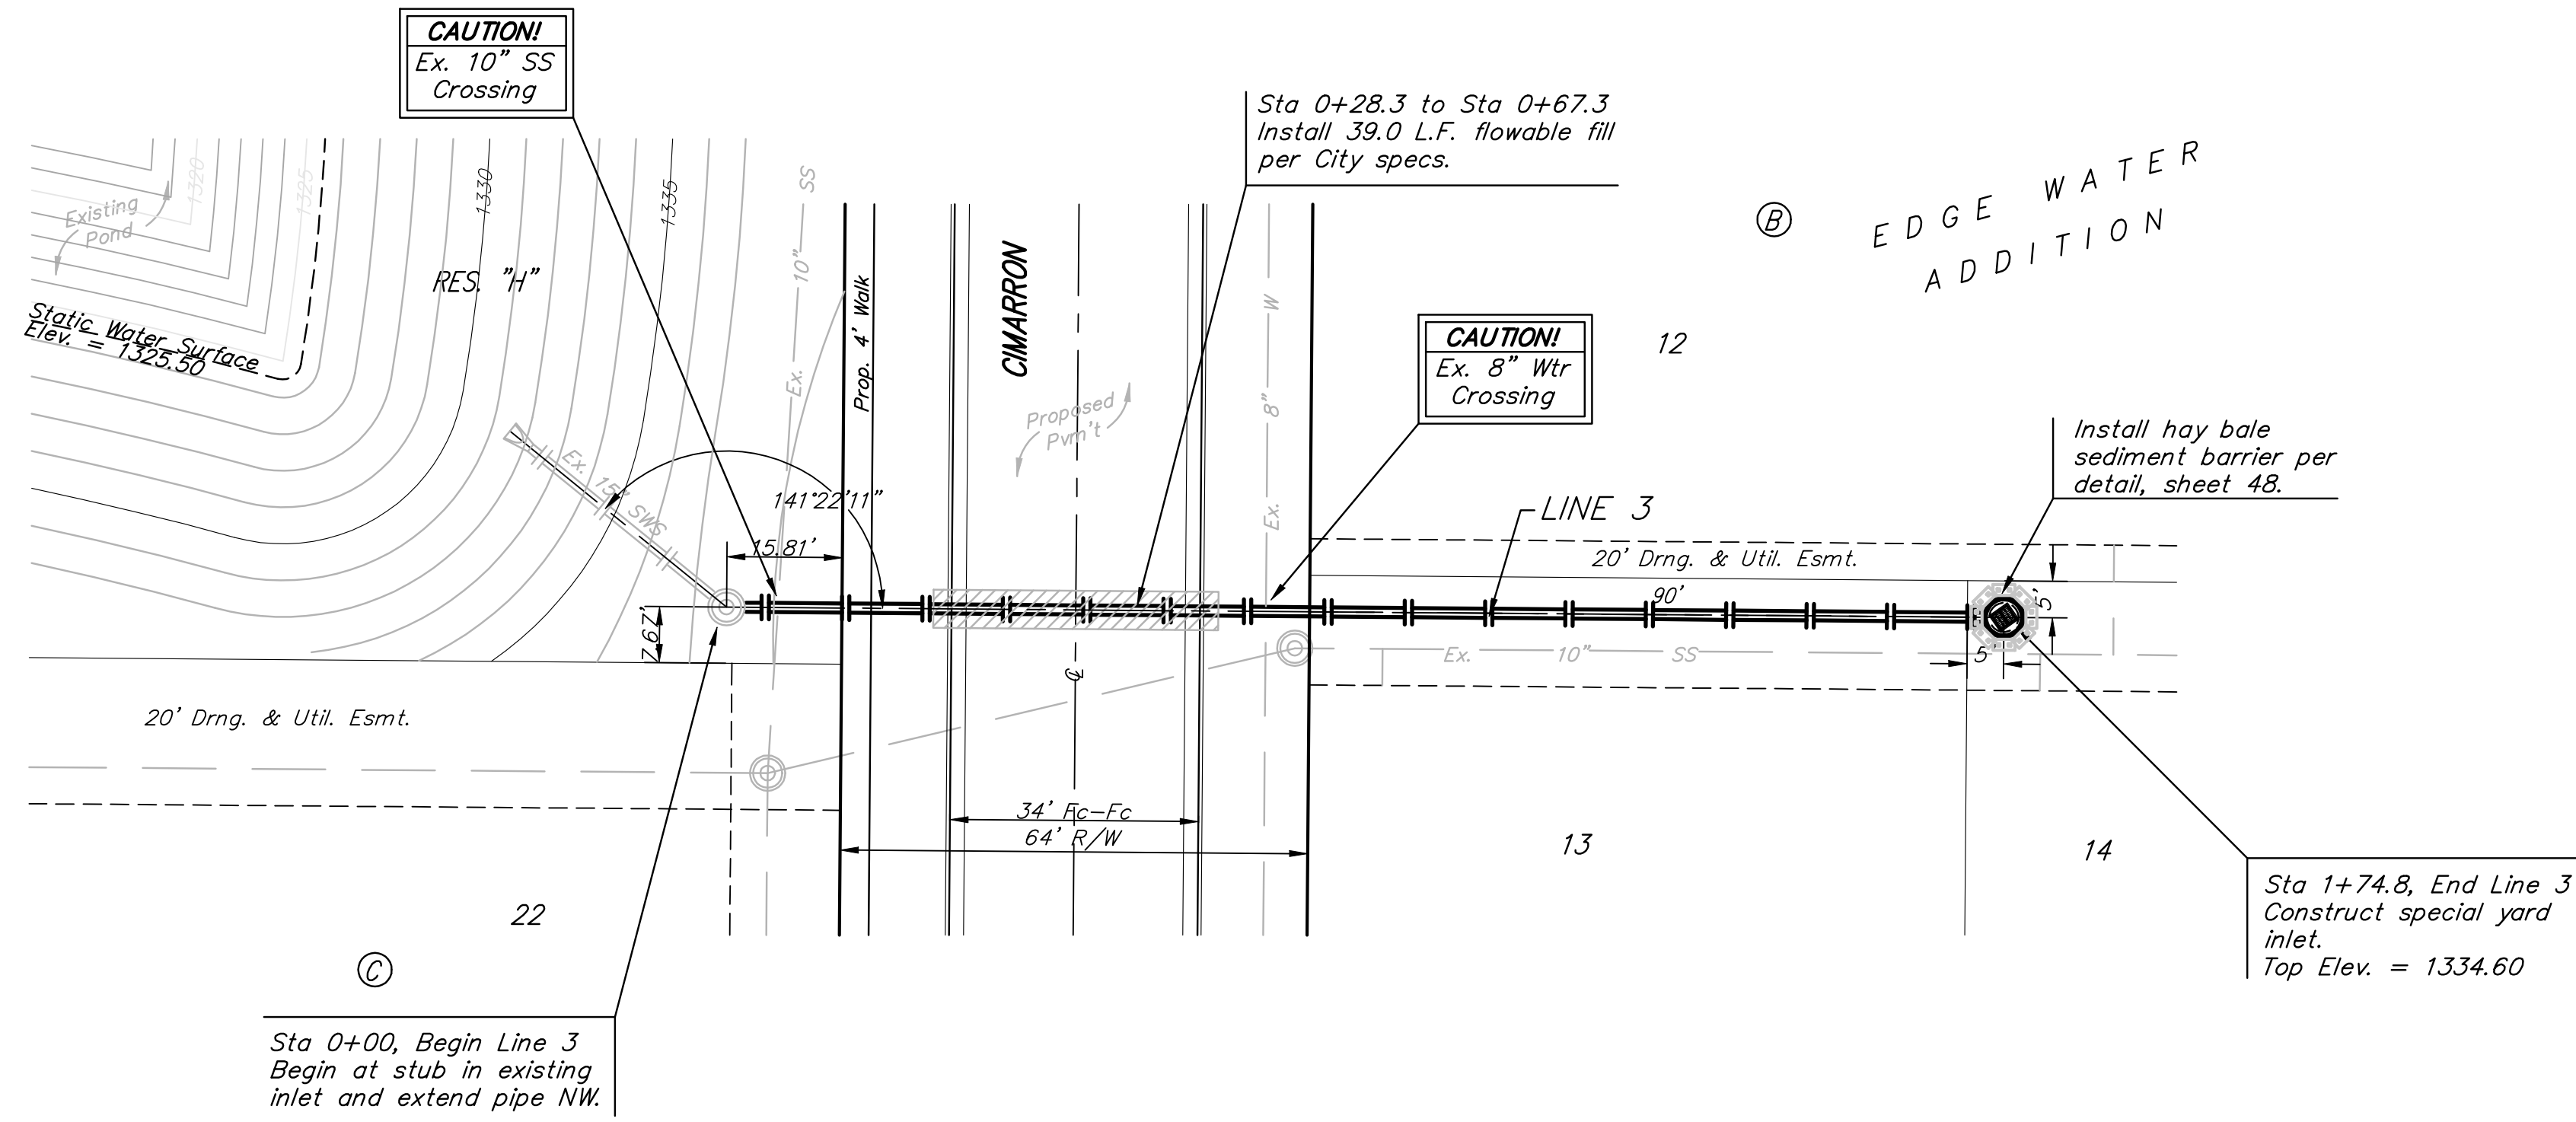 CAUTION!
Ex. 10" SS
Crossing
Sta 0+28.3 to Sta 0+67.3
Install 39.0 L.F. flowable fill
per City specs.
EDGE WATER
ADDITION
B
1320
1325
1330
1335
Existing
Pond
RES. "H"
Static Water Surface
Elev. = 1325.50
Ex. 10" SS
Prop. 4' Walk
CIMARRON
Proposed
Pvm't
Ex. 8" W
CAUTION!
Ex. 8" Wtr
Crossing
12
Install hay bale
sediment barrier per
detail, sheet 48.
Ex. 15" SWS
141°22'11"
15.81'
LINE 3
20' Drng. & Util. Esmt.
90'
5'
5'
7.67'
Ex. 10" SS
℄
20' Drng. & Util. Esmt.
34' Fc-Fc
64' R/W
13
14
22
C
Sta 1+74.8, End Line 3
Construct special yard
inlet.
Top Elev. = 1334.60
Sta 0+00, Begin Line 3
Begin at stub in existing
inlet and extend pipe NW.